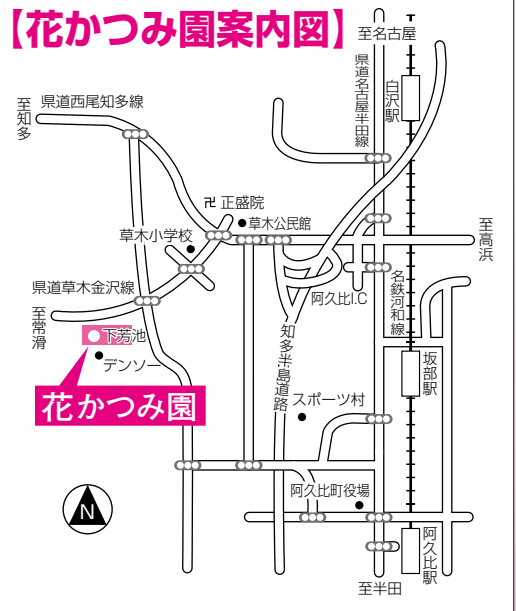 【花かつみ園案内図】
至名古屋
県道名古屋半田線
白沢駅
至知多
県道西尾知多線
卍 正盛院
草木公民館
草木小学校
至高浜
県道草木金沢線
至常滑
阿久比I.C
名鉄河和線
下芳池
デンソー
花かつみ園
知多半島道路
坂部駅
スポーツ村
阿久比町役場
N
阿久比駅
至半田